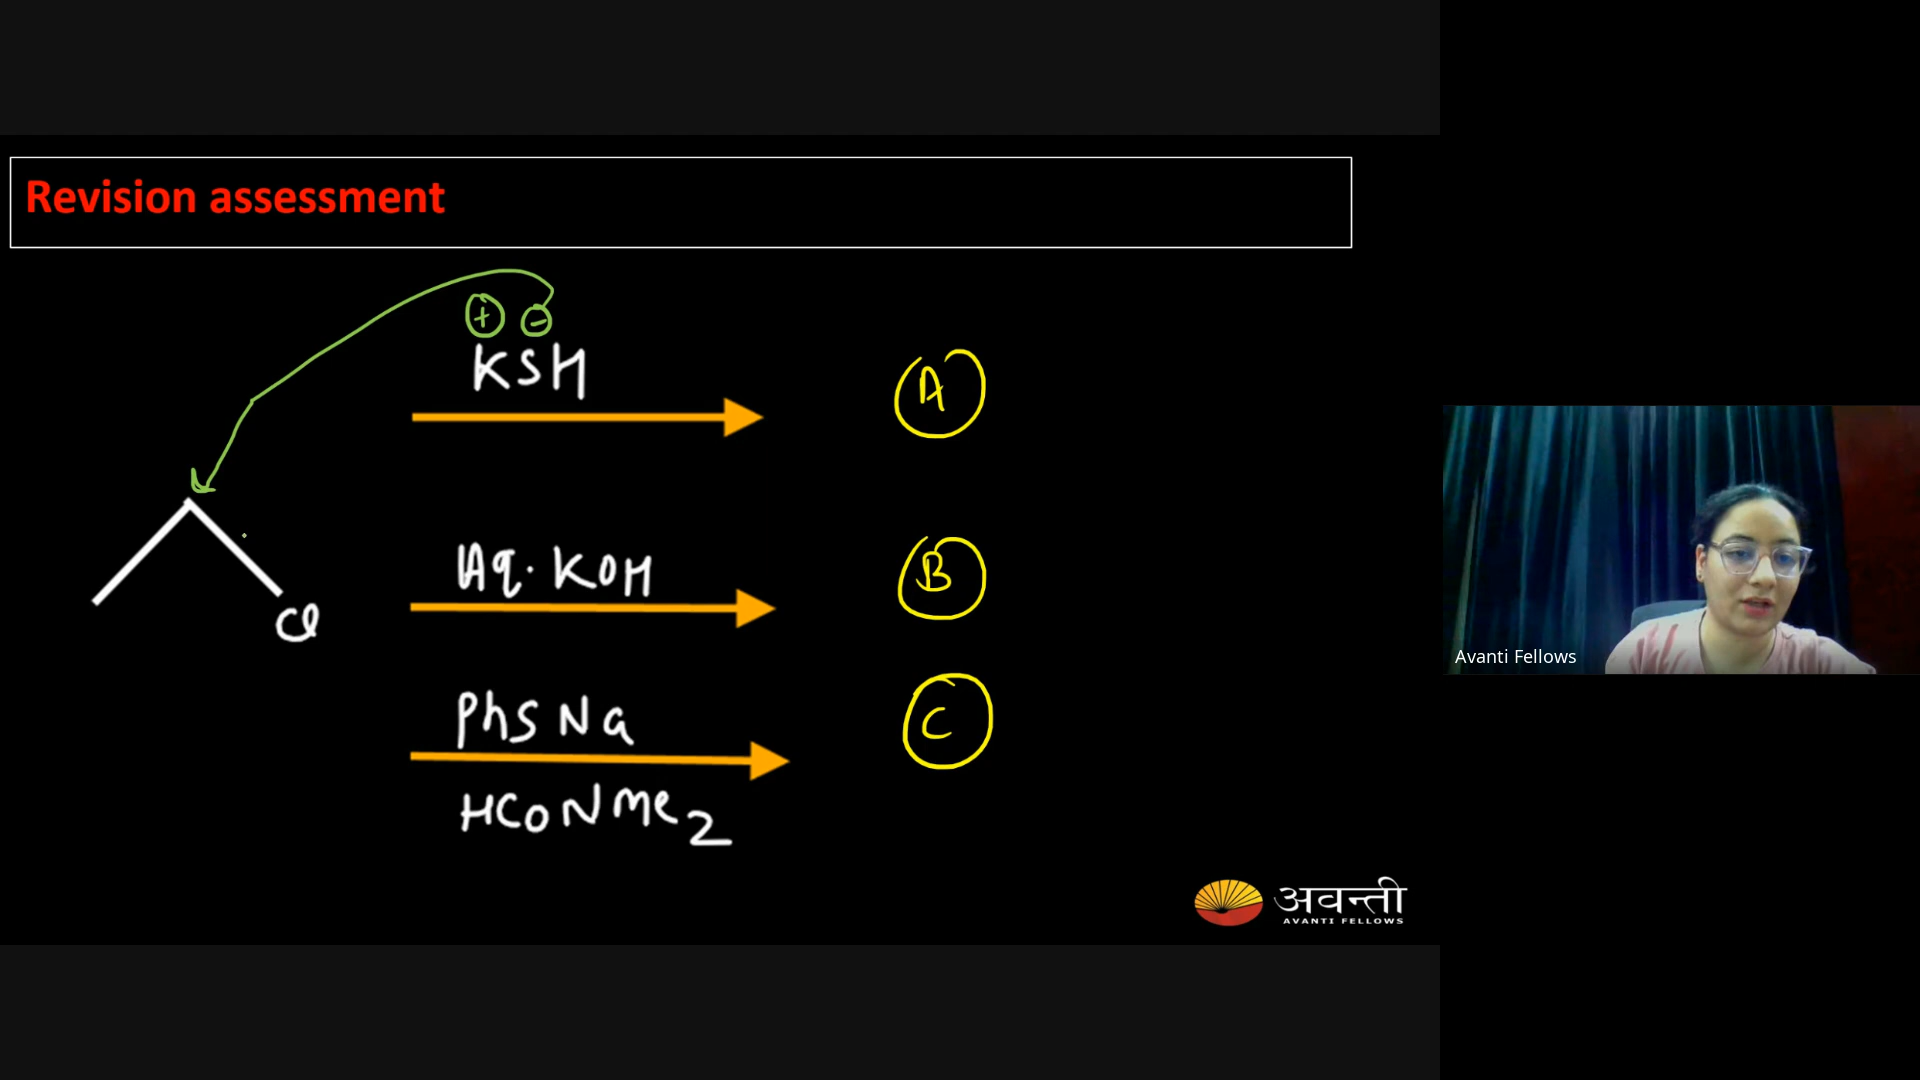 Revision assessment
+ -
KSH
A
Aq. KOH
B
Cl
PhSNa
C
HCONMe2
Avanti Fellows
अवन्ती
AVANTI FELLOWS